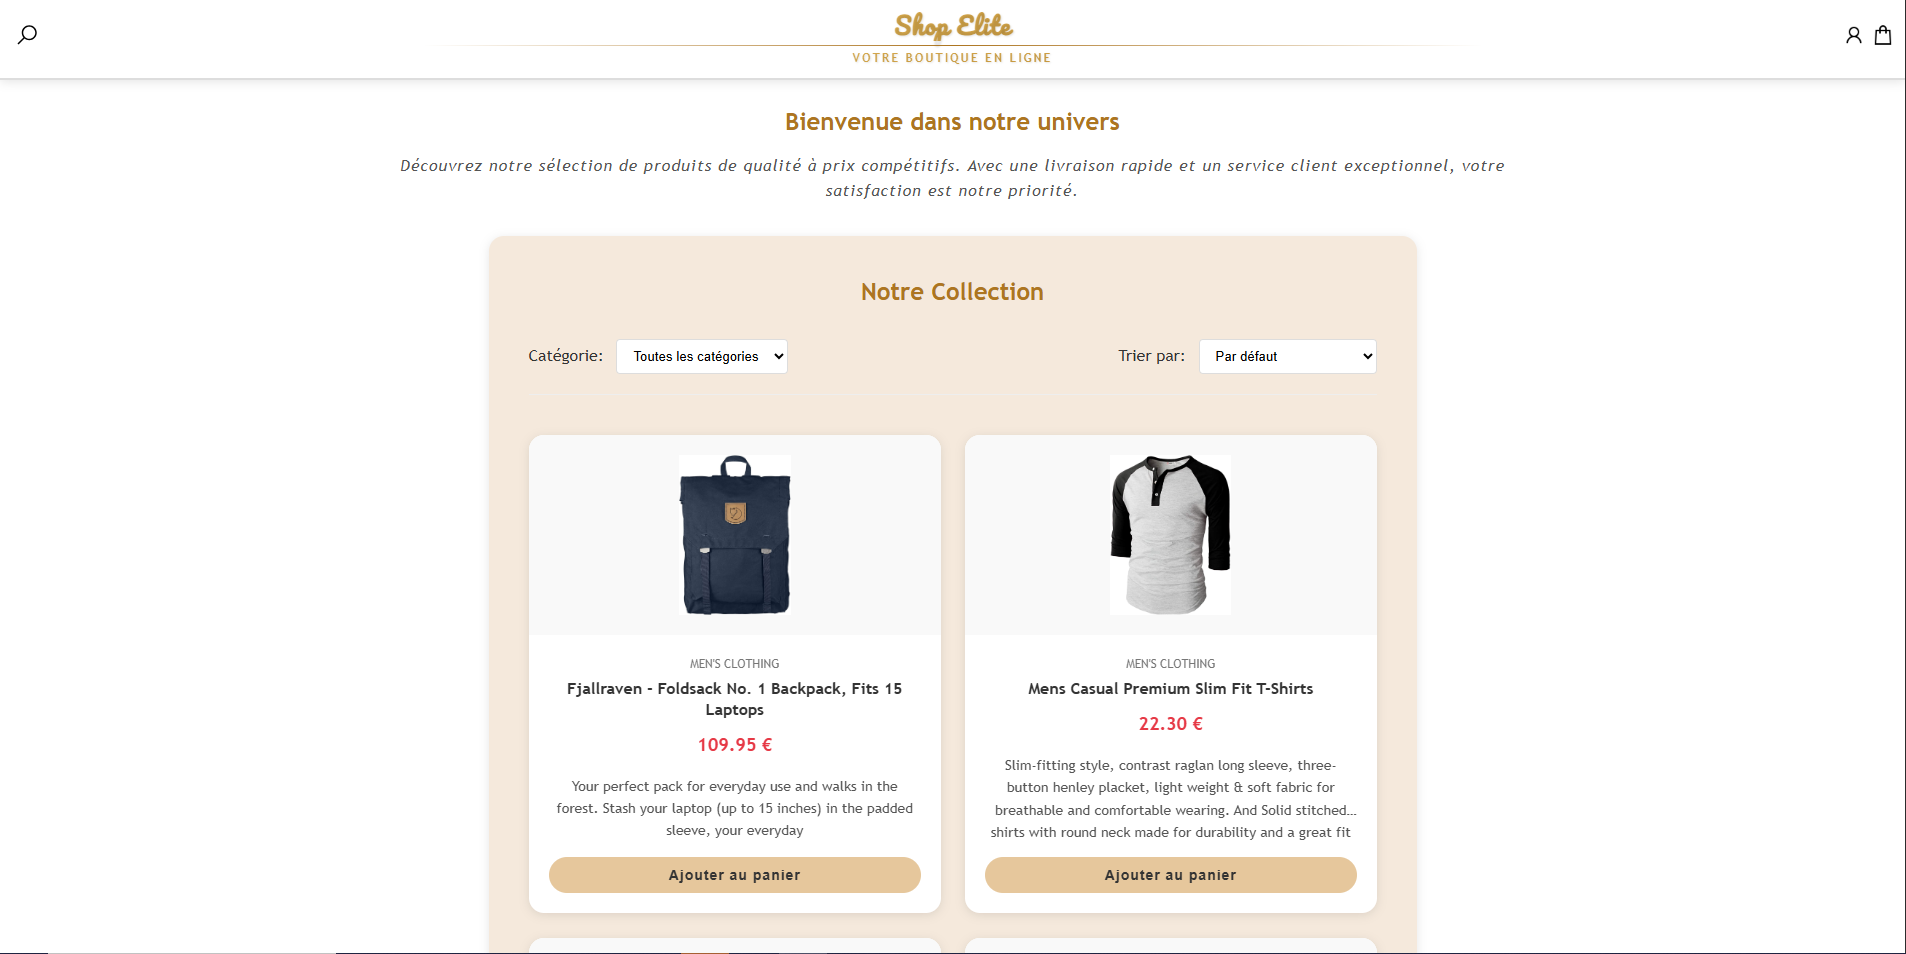 Shop Elite
VOTRE BOUTIQUE EN LIGNE
Bienvenue dans notre univers
Découvrez notre sélection de produits de qualité à prix compétitifs. Avec une livraison rapide et un service client exceptionnel, votre
satisfaction est notre priorité.
Notre Collection
Catégorie: Toutes les catégories
Trier par: Par défaut
MEN'S CLOTHING
Fjallraven - Foldsack No. 1 Backpack, Fits 15
Laptops
109.95 €
Your perfect pack for everyday use and walks in the
forest. Stash your laptop (up to 15 inches) in the padded
sleeve, your everyday
Ajouter au panier
MEN'S CLOTHING
Mens Casual Premium Slim Fit T-Shirts
22.30 €
Slim-fitting style, contrast raglan long sleeve, three-
button henley placket, light weight & soft fabric for
breathable and comfortable wearing. And Solid stitched...
shirts with round neck made for durability and a great fit
Ajouter au panier